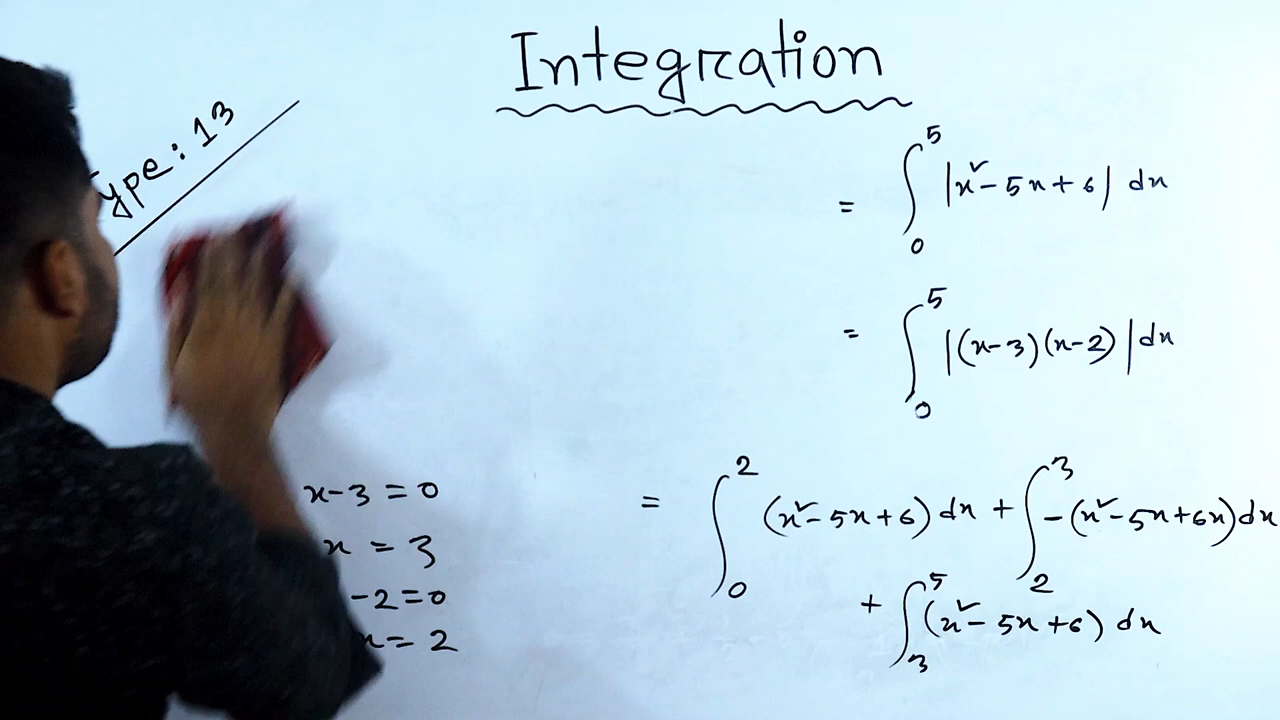 Integration
ype: 13
= ∫₀⁵ |x² - 5x + 6| dx
= ∫₀⁵ |(x-3)(x-2)| dx
x-3 = 0
x = 3
-2 = 0
x = 2
= ∫₀² (x² - 5x + 6) dx + ∫₂³ -(x² - 5x + 6x) dx
+ ∫₃⁵ (x² - 5x + 6) dx